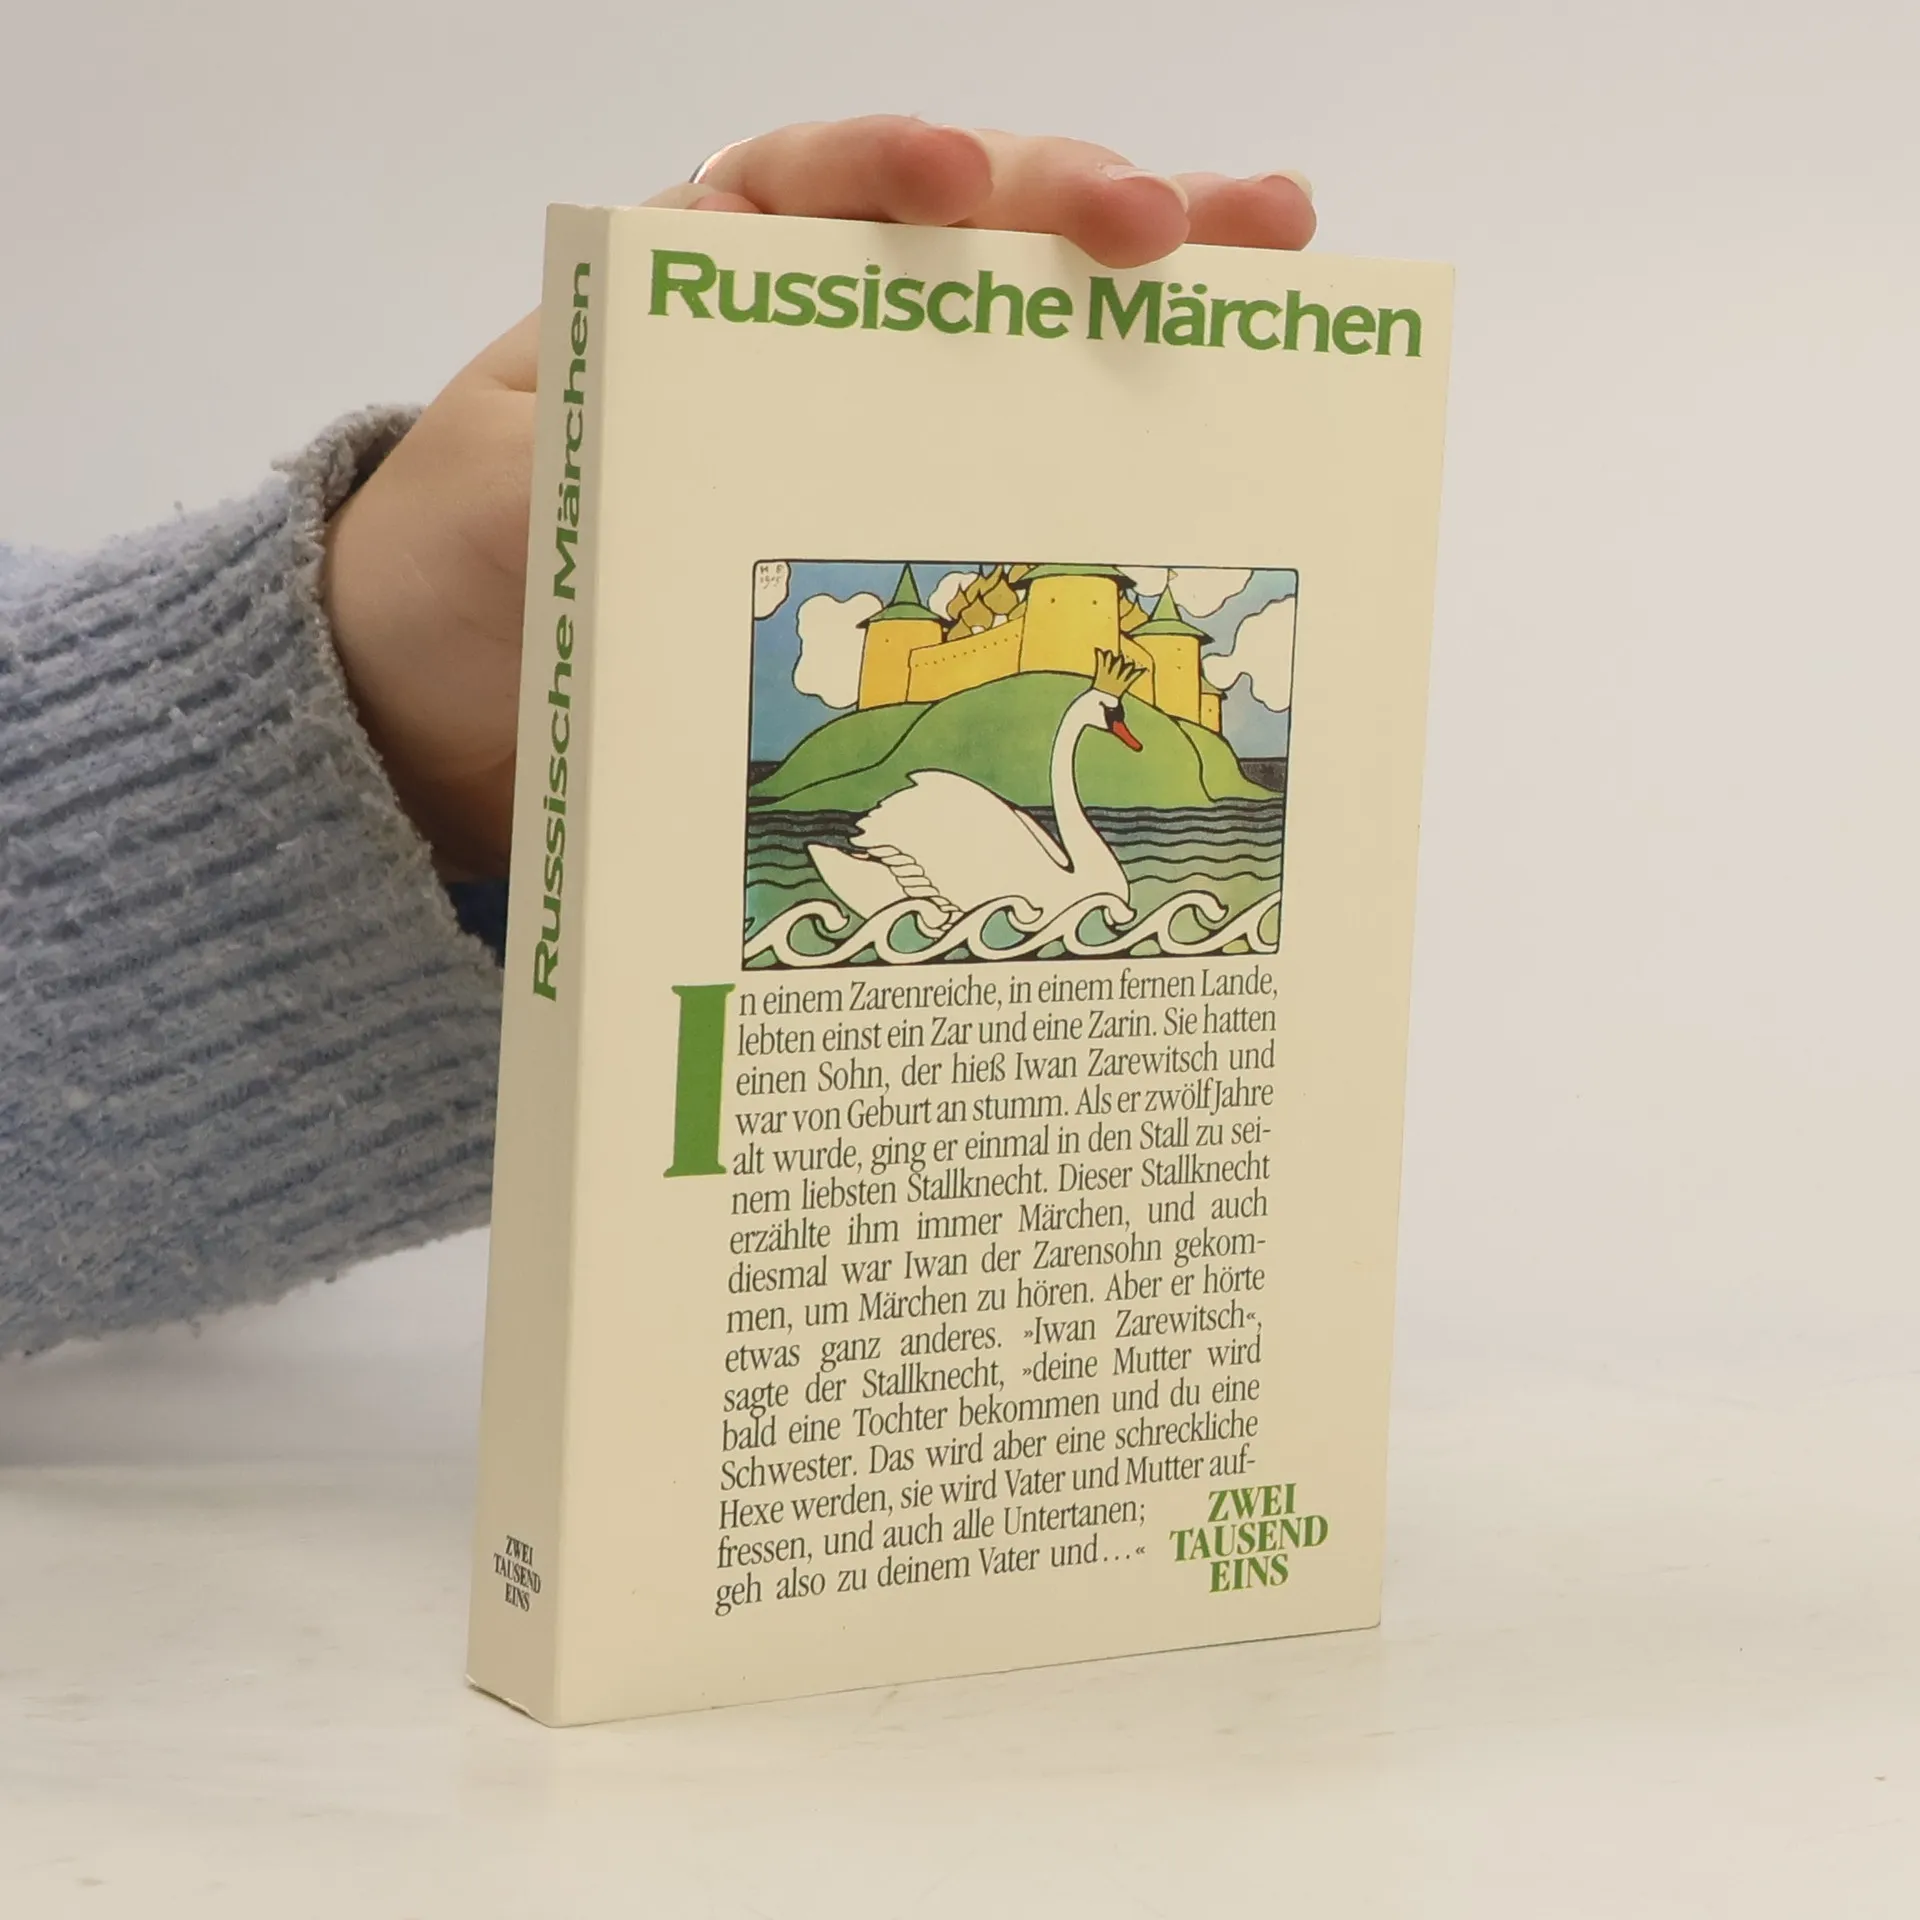 Russische Märchen
Russische Märchen
ZWEI
TAUSEND
EINS
1905
In einem Zarenreiche, in einem fernen Lande,
lebten einst ein Zar und eine Zarin. Sie hatten
einen Sohn, der hieß Iwan Zarewitsch und
war von Geburt an stumm. Als er zwölf Jahre
alt wurde, ging er einmal in den Stall zu sei-
nem liebsten Stallknecht. Dieser Stallknecht
erzählte ihm immer Märchen, und auch
diesmal war Iwan der Zarensohn gekom-
men, um Märchen zu hören. Aber er hörte
etwas ganz anderes. »Iwan Zarewitsch«,
sagte der Stallknecht, »deine Mutter wird
bald eine Tochter bekommen und du eine
Schwester. Das wird aber eine schreckliche
Hexe werden, sie wird Vater und Mutter auf-
fressen, und auch alle Untertanen;
geh also zu deinem Vater und...«
ZWEI
TAUSEND
EINS